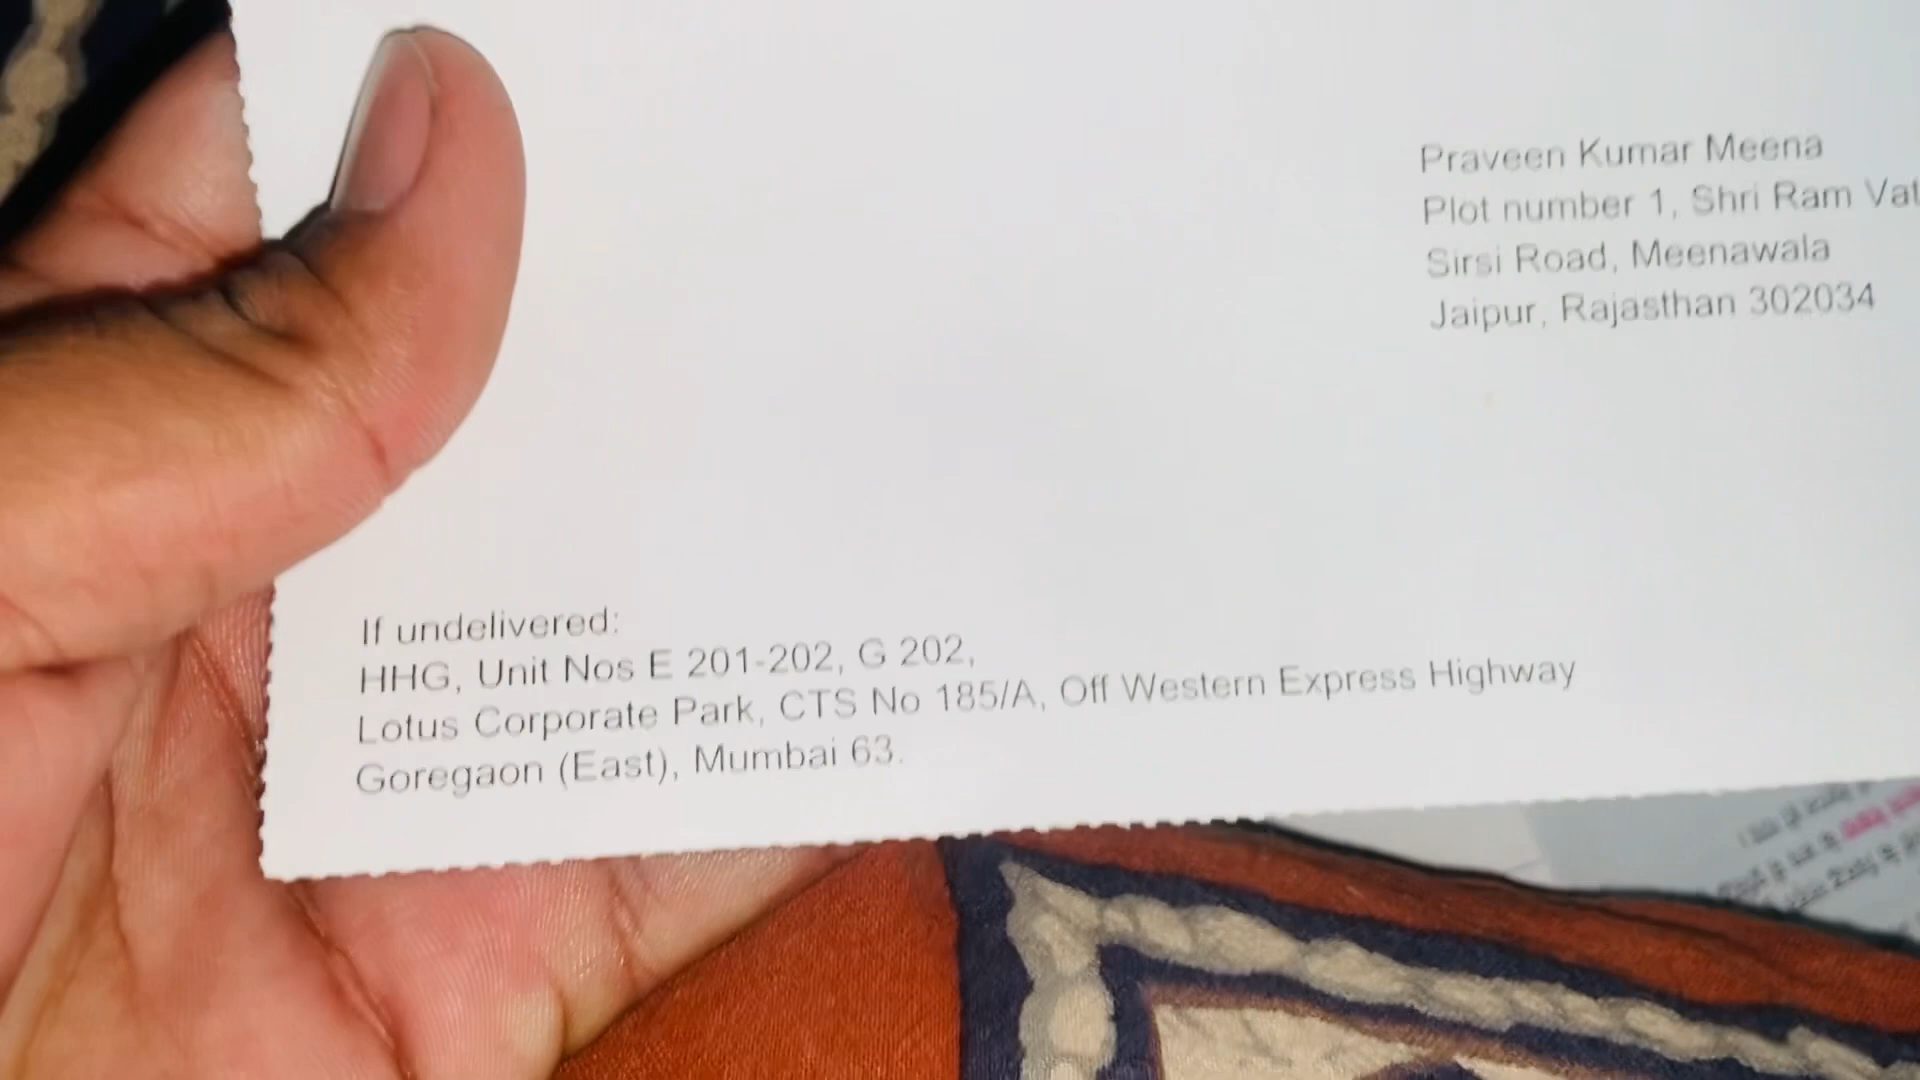 Praveen Kumar Meena
Plot number 1, Shri Ram
Sirsi Road, Meenawala
Jaipur, Rajasthan 302034
If undelivered:
HHG, Unit Nos E 201-202, G 202,
Lotus Corporate Park, CTS No 185/A, Off Western Express Highway
Goregaon (East), Mumbai 63.